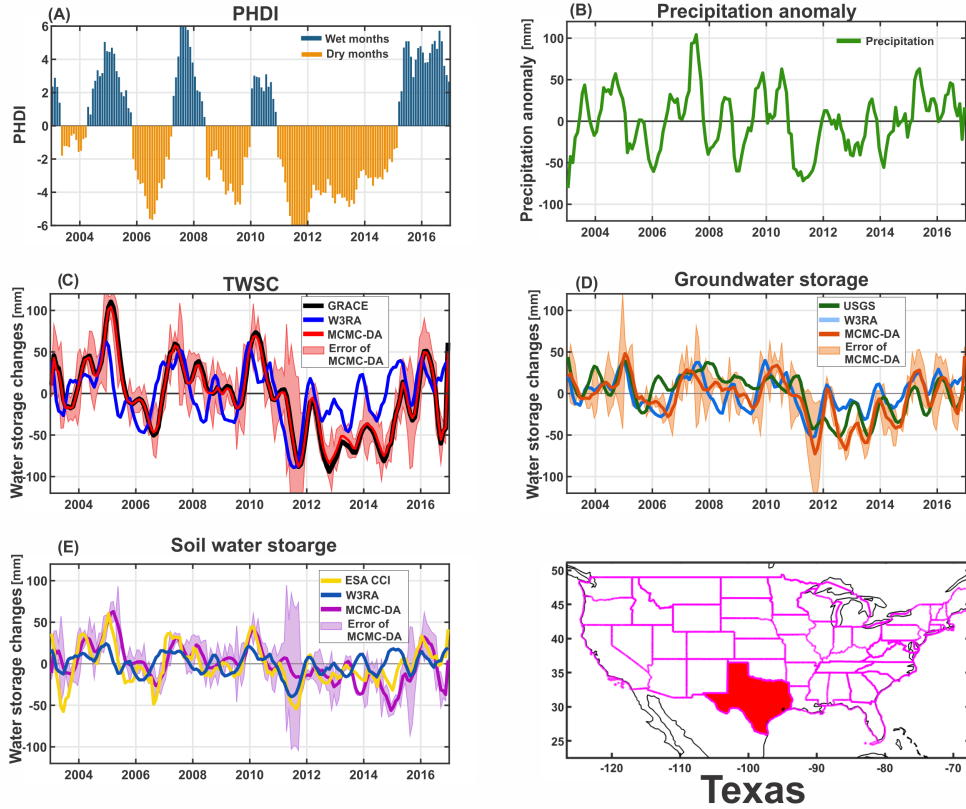 (A)
PHDI
Wet months
Dry months
PHDI
6
4
2
0
-2
-4
-6
2004 2006 2008 2010 2012 2014 2016
(B)
Precipitation anomaly
Precipitation
Precipitation anomaly [mm]
100
50
0
-50
-100
2004 2006 2008 2010 2012 2014 2016
(C)
TWSC
GRACE
W3RA
MCMC-DA
Error of
MCMC-DA
Water storage changes [mm]
100
50
0
-50
-100
2004 2006 2008 2010 2012 2014 2016
(D)
Groundwater storage
USGS
W3RA
MCMC-DA
Error of
MCMC-DA
Water storage changes [mm]
100
50
0
-50
-100
2004 2006 2008 2010 2012 2014 2016
(E)
Soil water stoarge
ESA CCI
W3RA
MCMC-DA
Error of
MCMC-DA
Water storage changes [mm]
100
50
0
-50
-100
2004 2006 2008 2010 2012 2014 2016
50
45
40
35
30
25
-120 -110 -100 -90 -80 -70
Texas